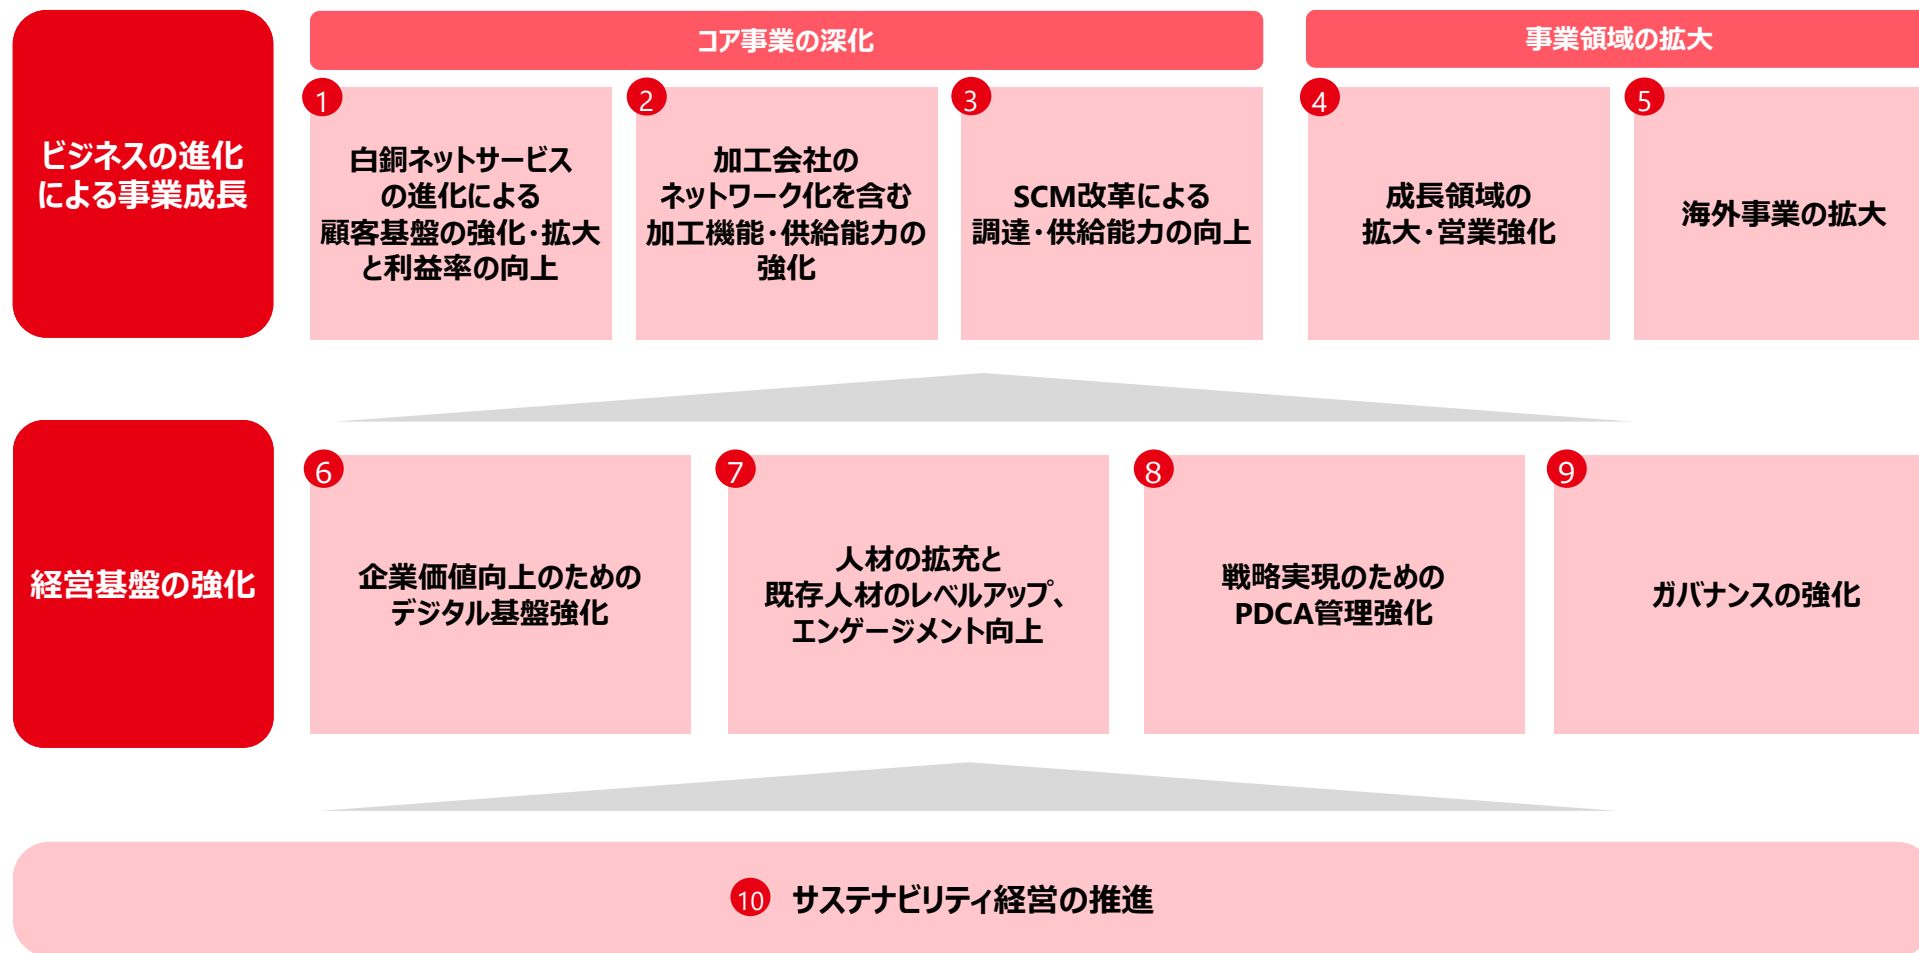 ビジネスの進化
による事業成長
コア事業の深化
事業領域の拡大
1
白銅ネットサービス
の進化による
顧客基盤の強化・拡大
と利益率の向上
2
加工会社の
ネットワーク化を含む
加工機能・供給能力の
強化
3
SCM改革による
調達・供給能力の向上
4
成長領域の
拡大・営業強化
5
海外事業の拡大
経営基盤の強化
6
企業価値向上のための
デジタル基盤強化
7
人材の拡充と
既存人材のレベルアップ、
エンゲージメント向上
8
戦略実現のための
PDCA管理強化
9
ガバナンスの強化
10 サステナビリティ経営の推進